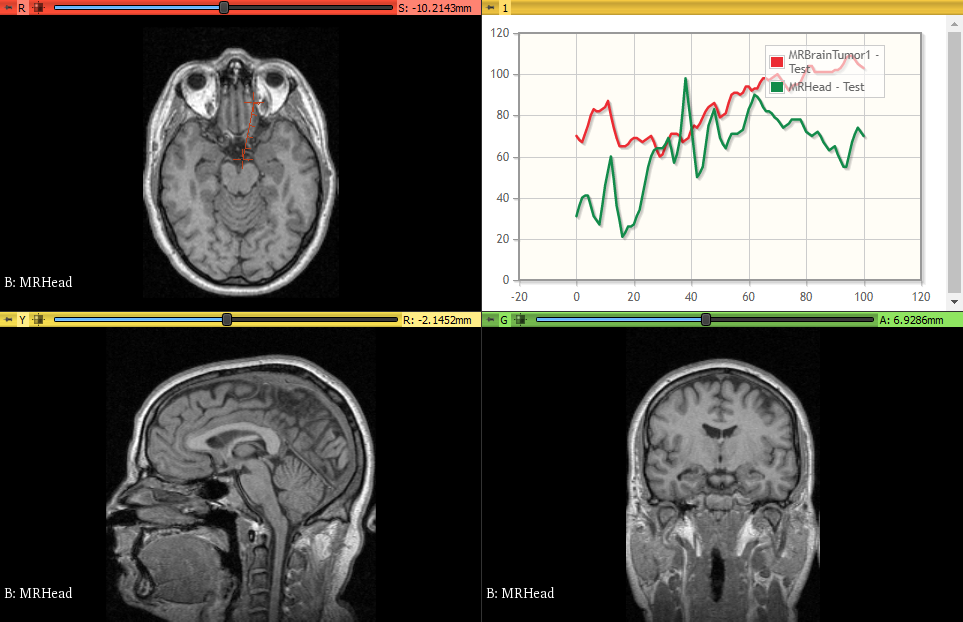 R
S: -10.2143mm
B: MRHead
1
120
100
80
60
40
20
0
-20
0
20
40
60
80
100
120
MRBrainTumor1 -
Test
MRHead - Test
Y
R: -2.1452mm
B: MRHead
G
A: 6.9286mm
B: MRHead